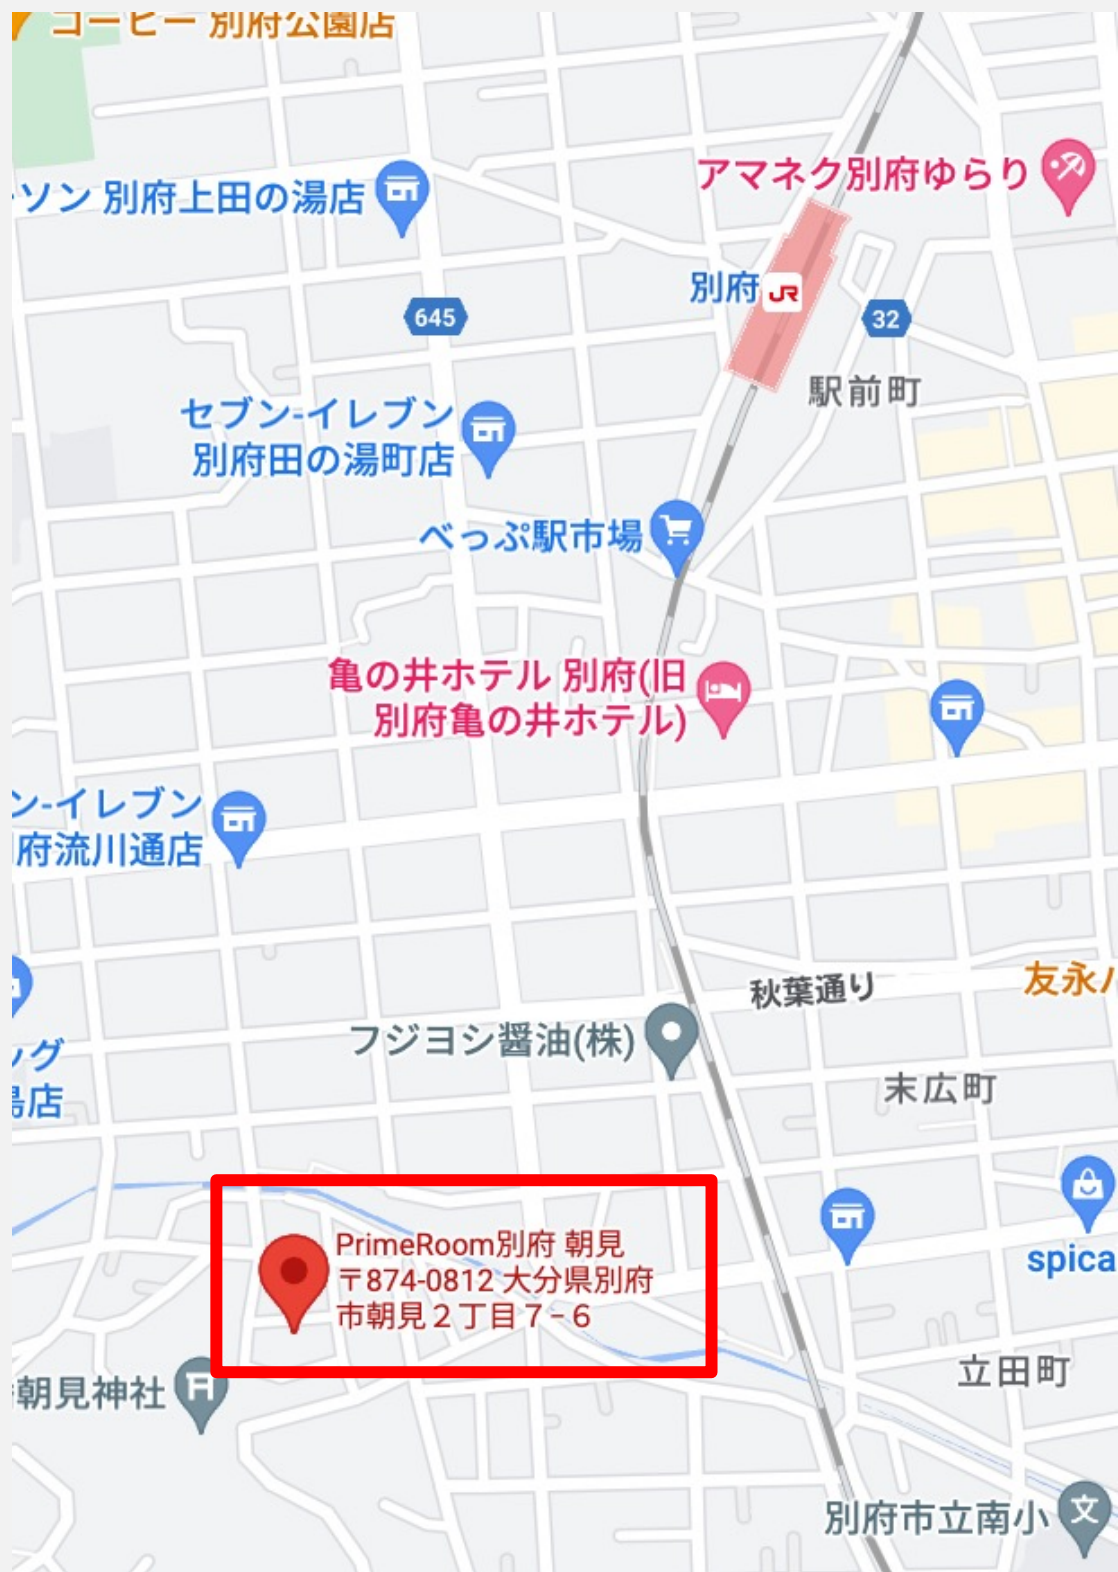 コーヒー 別府公園店
アマネク別府ゆらり
ソン 別府上田の湯店
別府
JR
645
32
駅前町
セブン-イレブン
別府田の湯町店
べっぷ駅市場
亀の井ホテル 別府(旧
別府亀の井ホテル)
ン-イレブン
府流川通店
秋葉通り
友永
フジヨシ醤油(株)
ッグ
湯店
末広町
PrimeRoom別府 朝見
〒874-0812 大分県別府
市朝見２丁目７−６
spica
朝見神社
立田町
別府市立南小
文